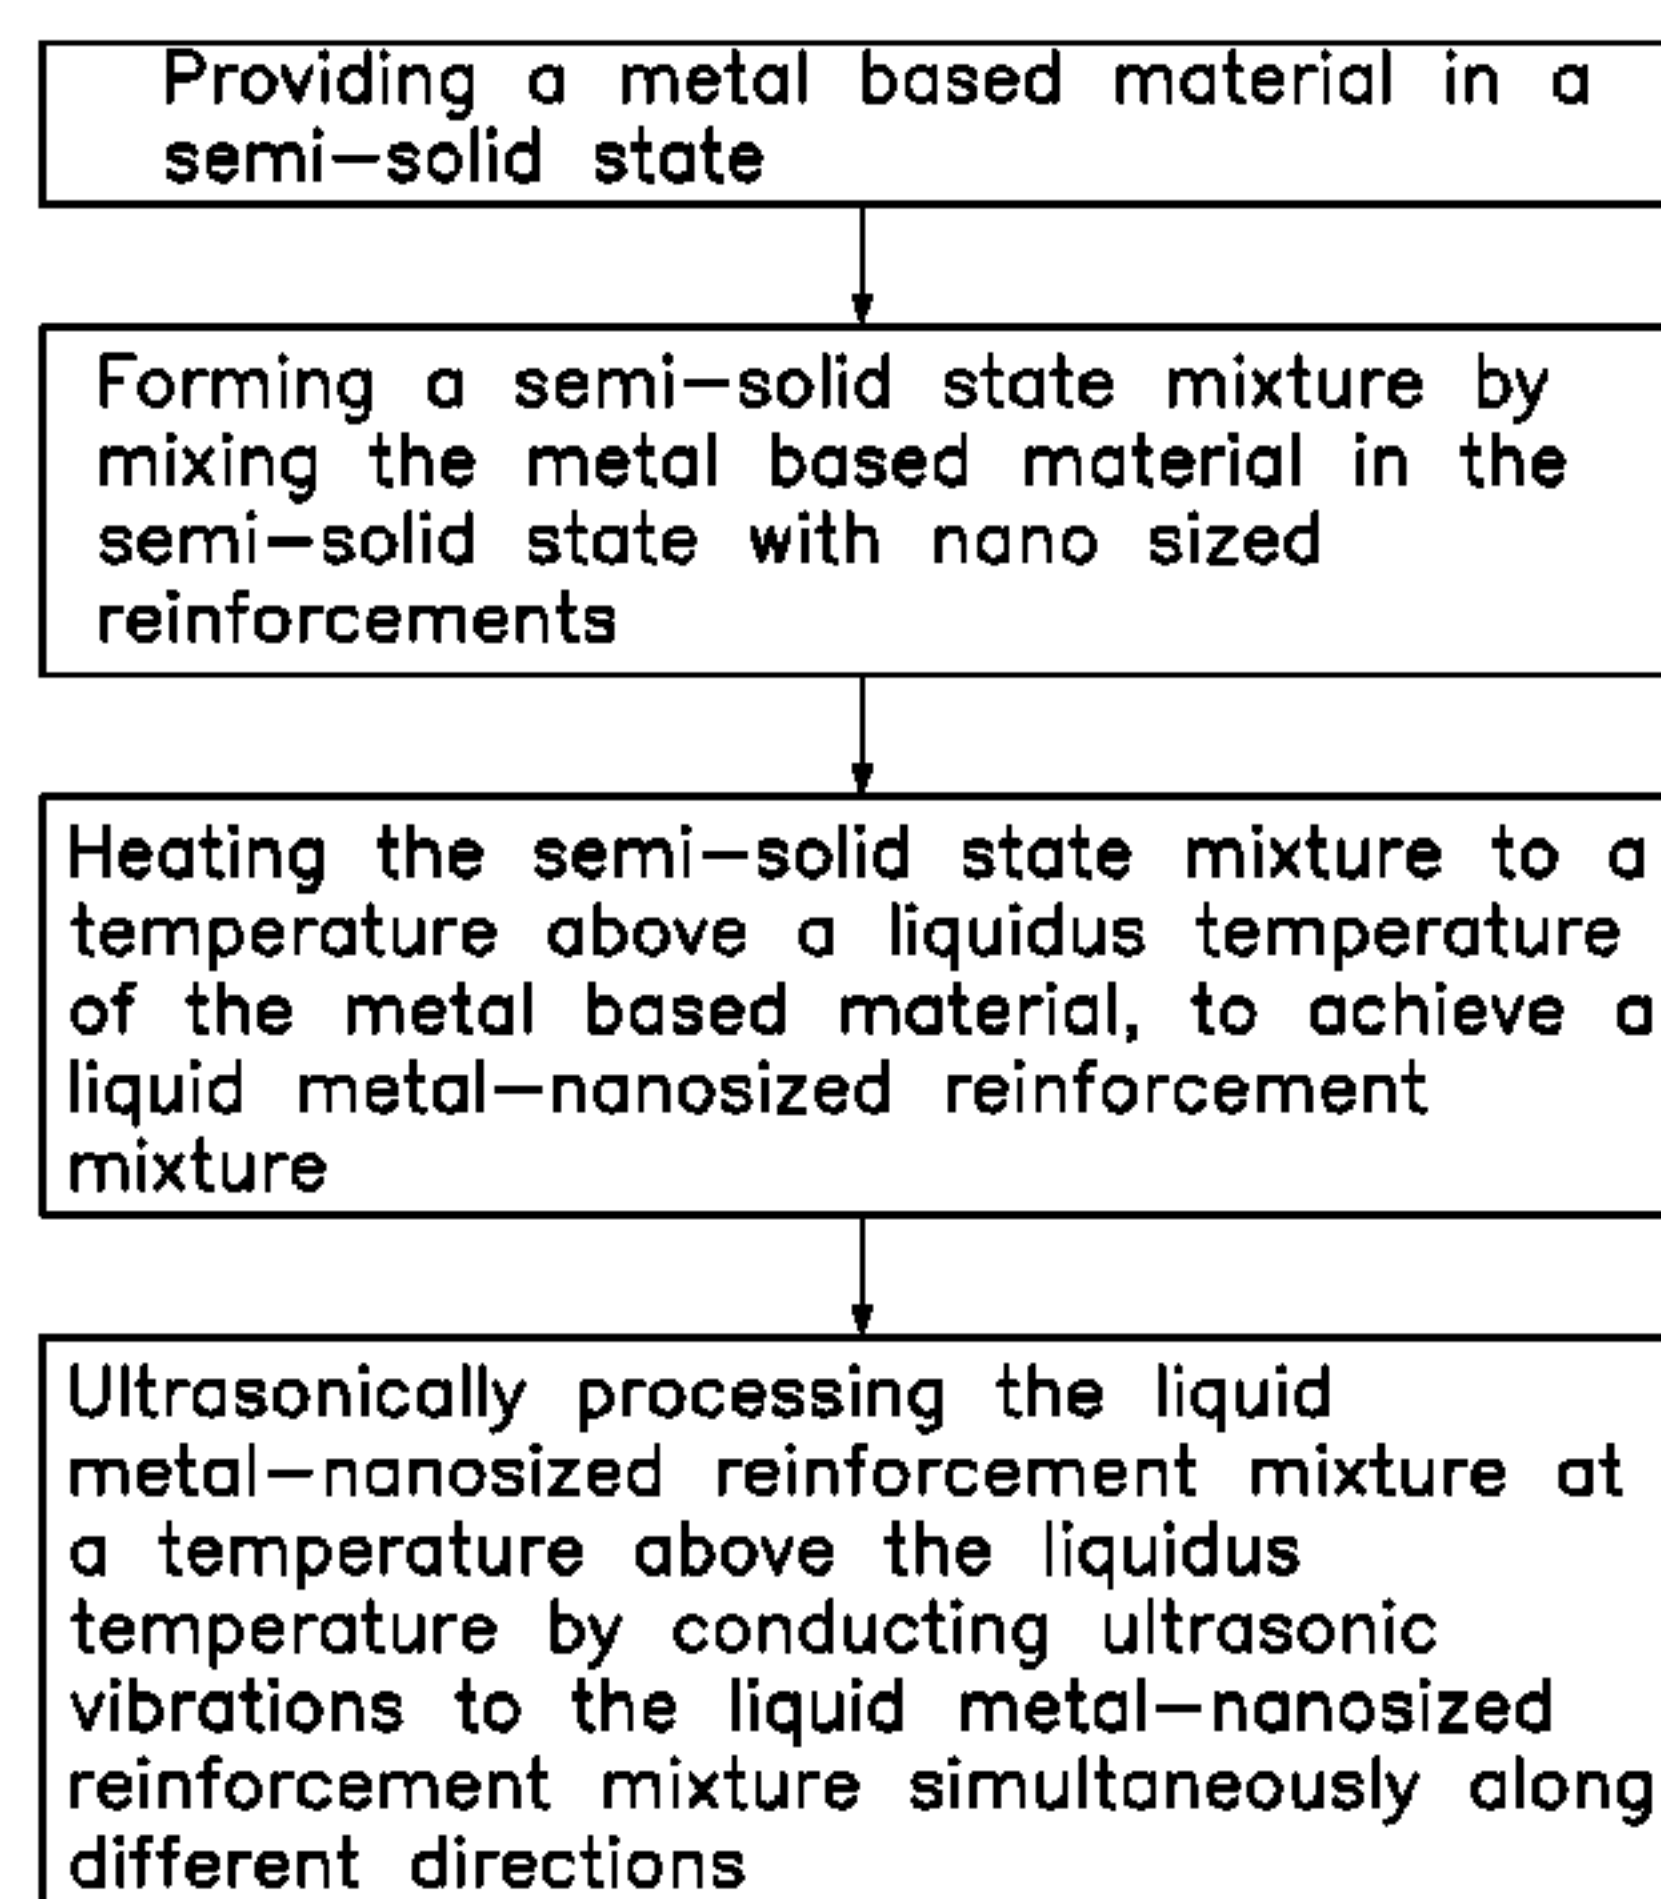 Providing a metal based material in a
semi-solid state
Forming a semi-solid state mixture by
mixing the metal based material in the
semi-solid state with nano sized
reinforcements
Heating the semi-solid state mixture to a
temperature above a liquidus temperature
of the metal based material, to achieve a
liquid metal-nanosized reinforcement
mixture
Ultrasonically processing the liquid
metal-nanosized reinforcement mixture at
a temperature above the liquidus
temperature by conducting ultrasonic
vibrations to the liquid metal-nanosized
reinforcement mixture simultaneously along
different directions